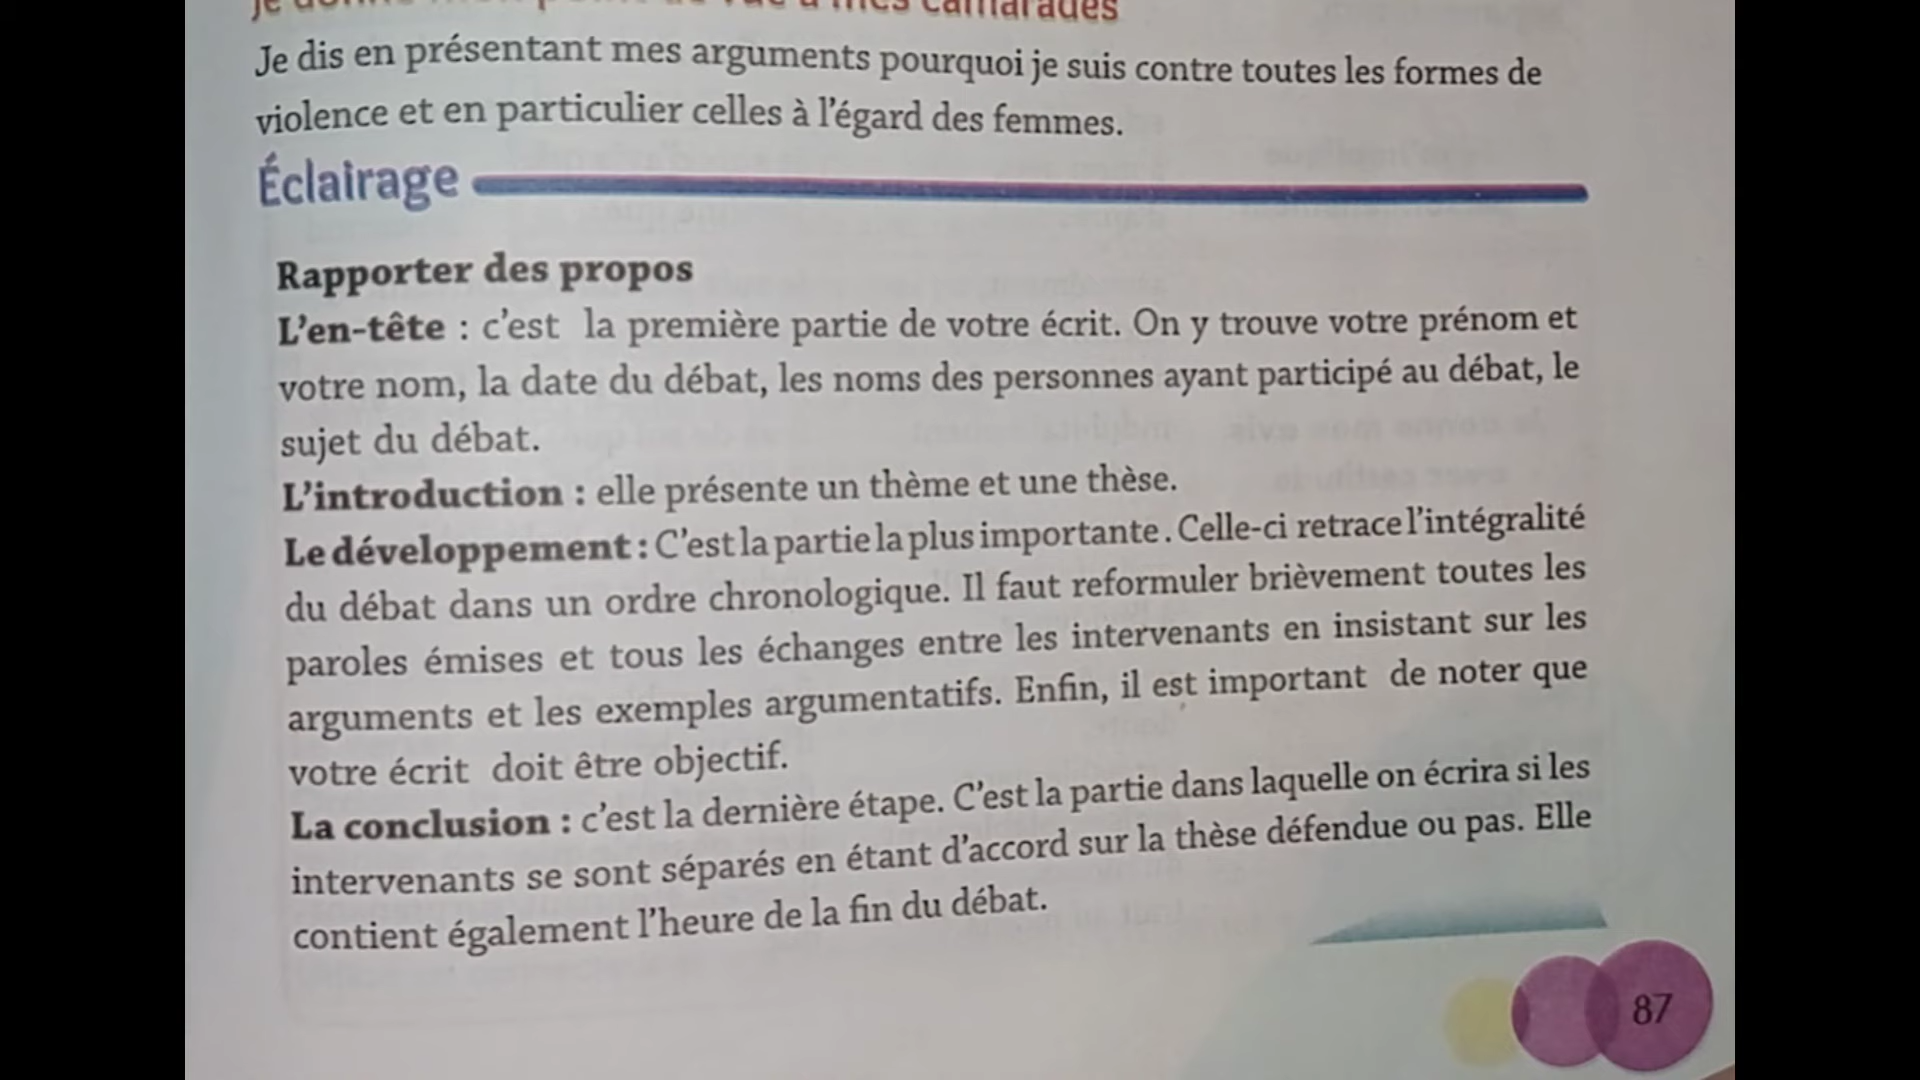 je donne mon point de vue à mes camarades
Je dis en présentant mes arguments pourquoi je suis contre toutes les formes de
violence et en particulier celles à l'égard des femmes.
Éclairage
Rapporter des propos
L'en-tête : c'est la première partie de votre écrit. On y trouve votre prénom et
votre nom, la date du débat, les noms des personnes ayant participé au débat, le
sujet du débat.
L'introduction : elle présente un thème et une thèse.
Le développement : C'est la partie la plus importante. Celle-ci retrace l'intégralité
du débat dans un ordre chronologique. Il faut reformuler brièvement toutes les
paroles émises et tous les échanges entre les intervenants en insistant sur les
arguments et les exemples argumentatifs. Enfin, il est important de noter que
votre écrit doit être objectif.
La conclusion : c'est la dernière étape. C'est la partie dans laquelle on écrira si les
intervenants se sont séparés en étant d'accord sur la thèse défendue ou pas. Elle
contient également l'heure de la fin du débat.
87